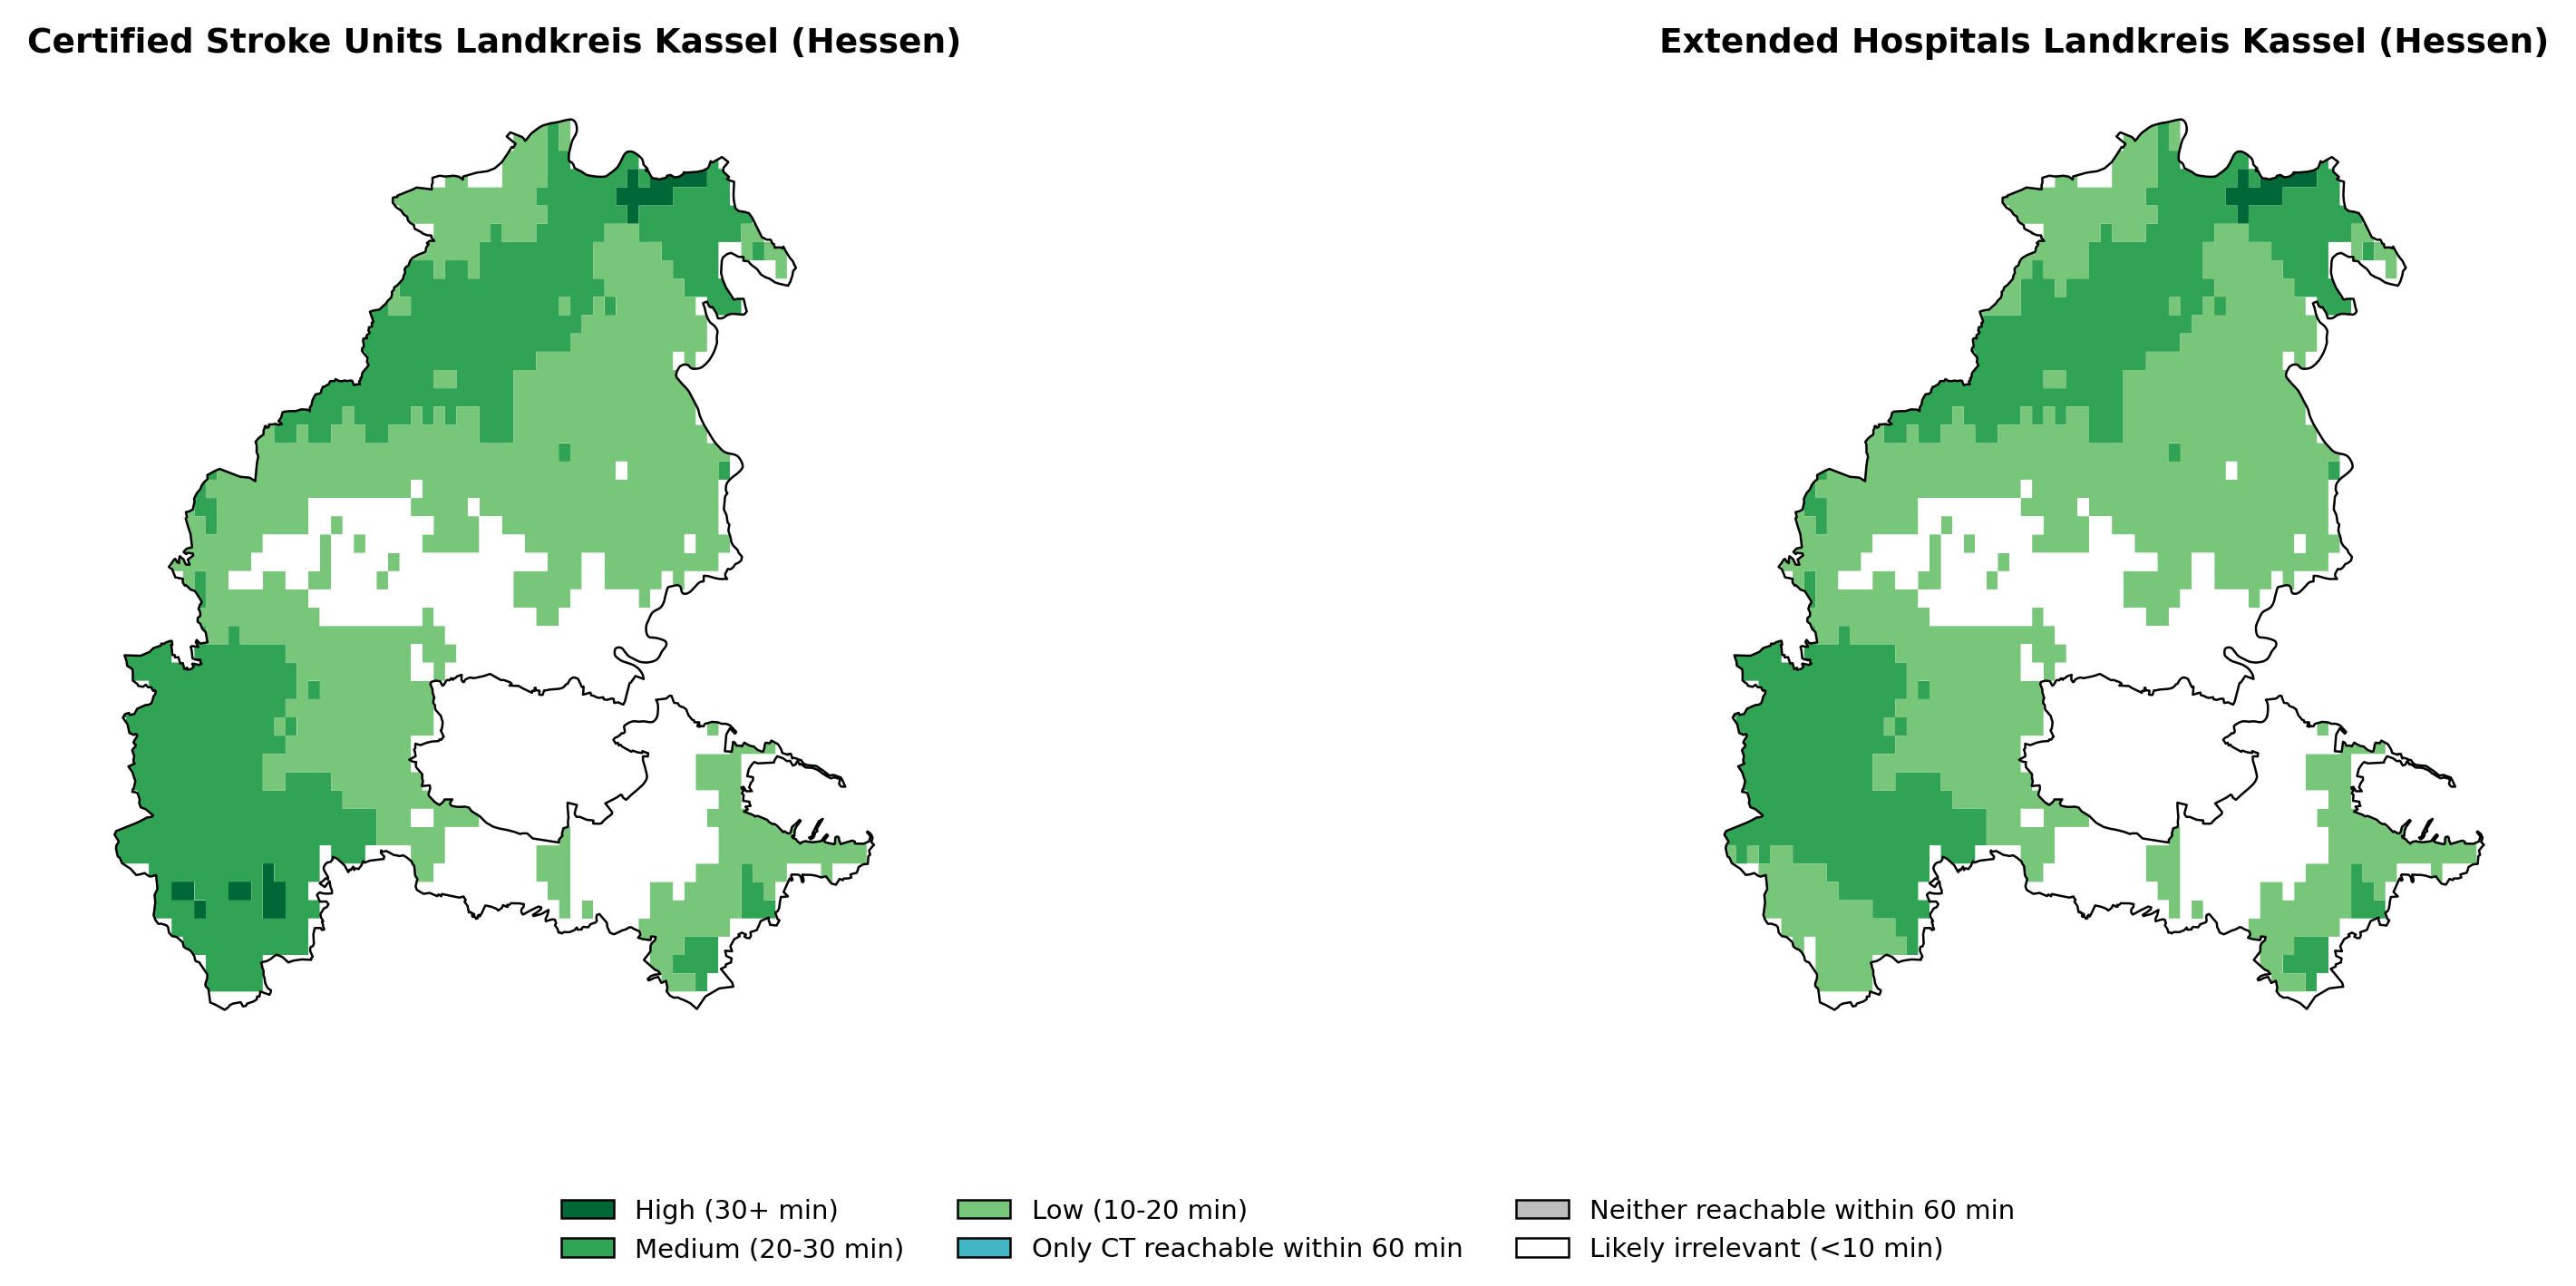 Certified Stroke Units Landkreis Kassel (Hessen)
Extended Hospitals Landkreis Kassel (Hessen)
High (30+ min)
Medium (20-30 min)
Low (10-20 min)
Only CT reachable within 60 min
Neither reachable within 60 min
Likely irrelevant (<10 min)